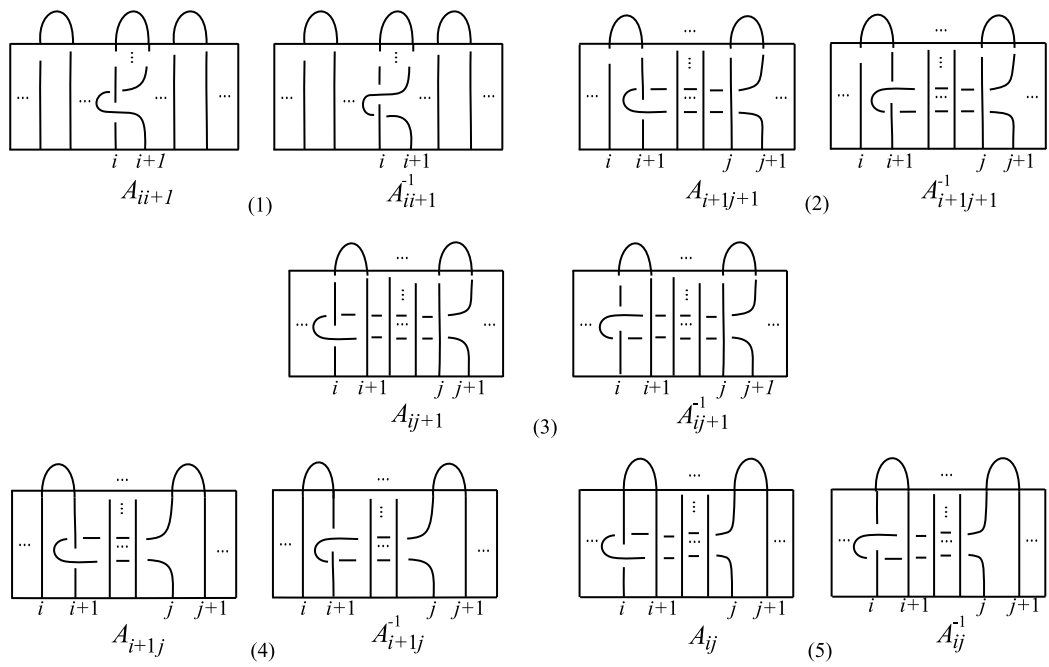 i i+1 i i+1 i i+1 j j+1 i i+1 j j+1
A_{ii+1} (1) A^{-1}_{ii+1} A_{i+1j+1} (2) A^{-1}_{i+1j+1}
i i+1 j j+1 i i+1 j j+1
A_{ij+1} (3) A^{-1}_{ij+1}
i i+1 j j+1 i i+1 j j+1 i i+1 j j+1 i i+1 j j+1
A_{i+1j} (4) A^{-1}_{i+1j} A_{ij} (5) A^{-1}_{ij}